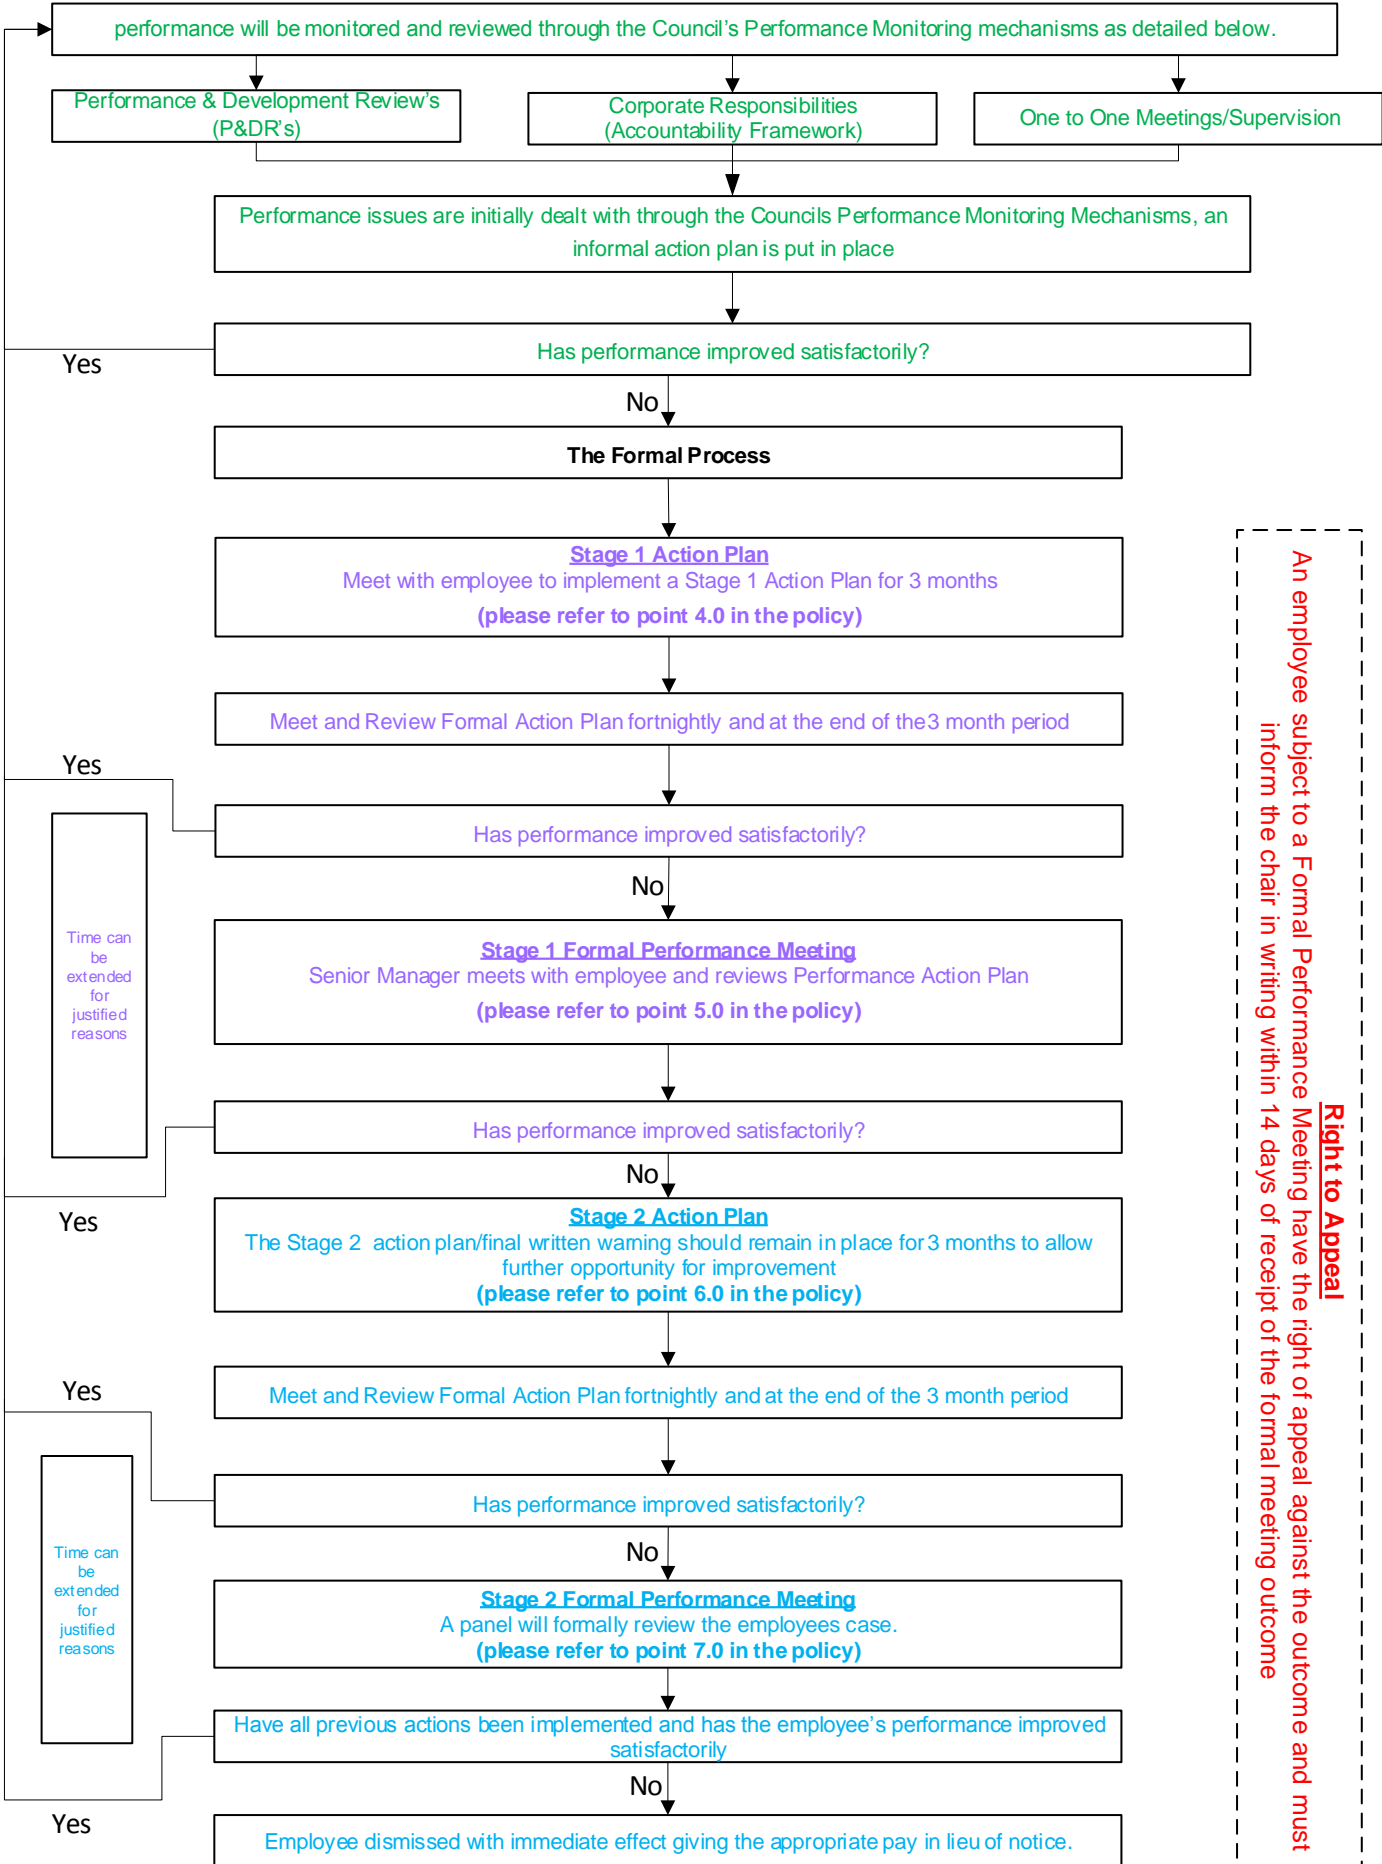 performance will be monitored and reviewed through the Council's Performance Monitoring mechanisms as detailed below.
Performance & Development Review's
(P&DR's)
Corporate Responsibilities
(Accountability Framework)
One to One Meetings/Supervision
Performance issues are initially dealt with through the Councils Performance Monitoring Mechanisms, an
informal action plan is put in place
Has performance improved satisfactorily?
Yes
No
The Formal Process
Stage 1 Action Plan
Meet with employee to implement a Stage 1 Action Plan for 3 months
(please refer to point 4.0 in the policy)
Meet and Review Formal Action Plan fortnightly and at the end of the 3 month period
Yes
Has performance improved satisfactorily?
No
Time can
be
extended
for
justified
reasons
Stage 1 Formal Performance Meeting
Senior Manager meets with employee and reviews Performance Action Plan
(please refer to point 5.0 in the policy)
Has performance improved satisfactorily?
No
Yes
Stage 2 Action Plan
The Stage 2 action plan/final written warning should remain in place for 3 months to allow
further opportunity for improvement
(please refer to point 6.0 in the policy)
Meet and Review Formal Action Plan fortnightly and at the end of the 3 month period
Yes
Has performance improved satisfactorily?
No
Time can
be
extended
for
justified
reasons
Stage 2 Formal Performance Meeting
A panel will formally review the employees case.
(please refer to point 7.0 in the policy)
Have all previous actions been implemented and has the employee's performance improved
satisfactorily
No
Yes
Employee dismissed with immediate effect giving the appropriate pay in lieu of notice.
Right to Appeal
An employee subject to a Formal Performance Meeting have the right of appeal against the outcome and must
inform the chair in writing within 14 days of receipt of the formal meeting outcome